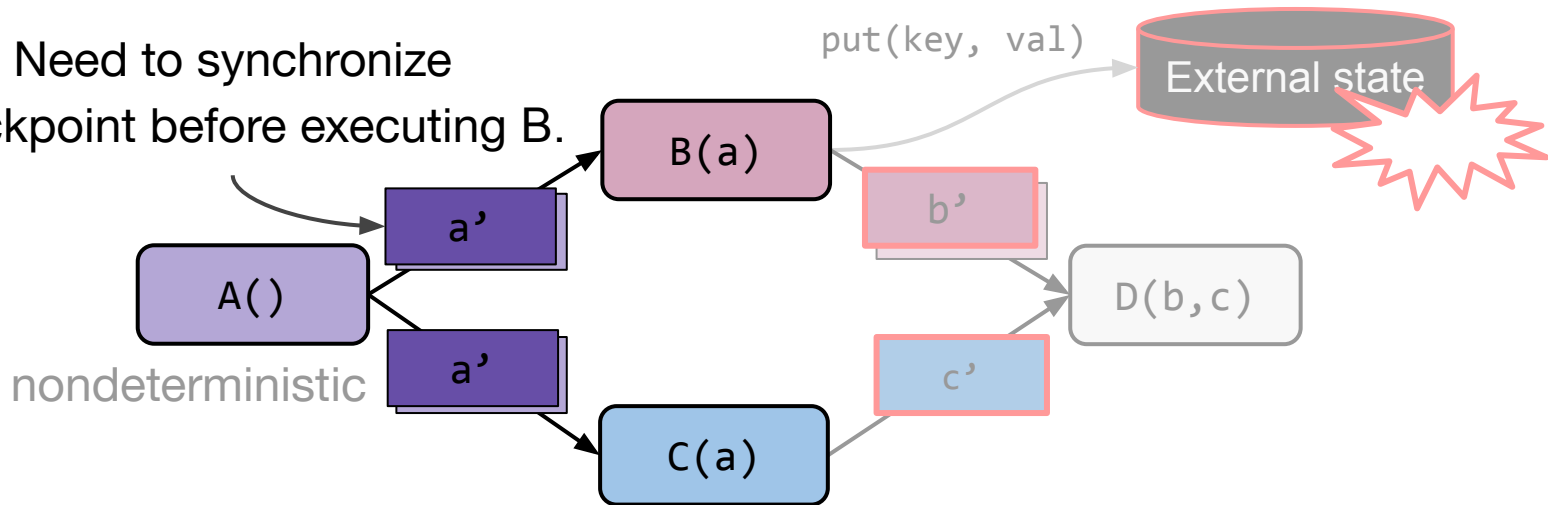 put(key, val)
Need to synchronize
ckpoint before executing B.
External state
B(a)
a’
b’
A()
D(b,c)
nondeterministic
a’
c’
C(a)